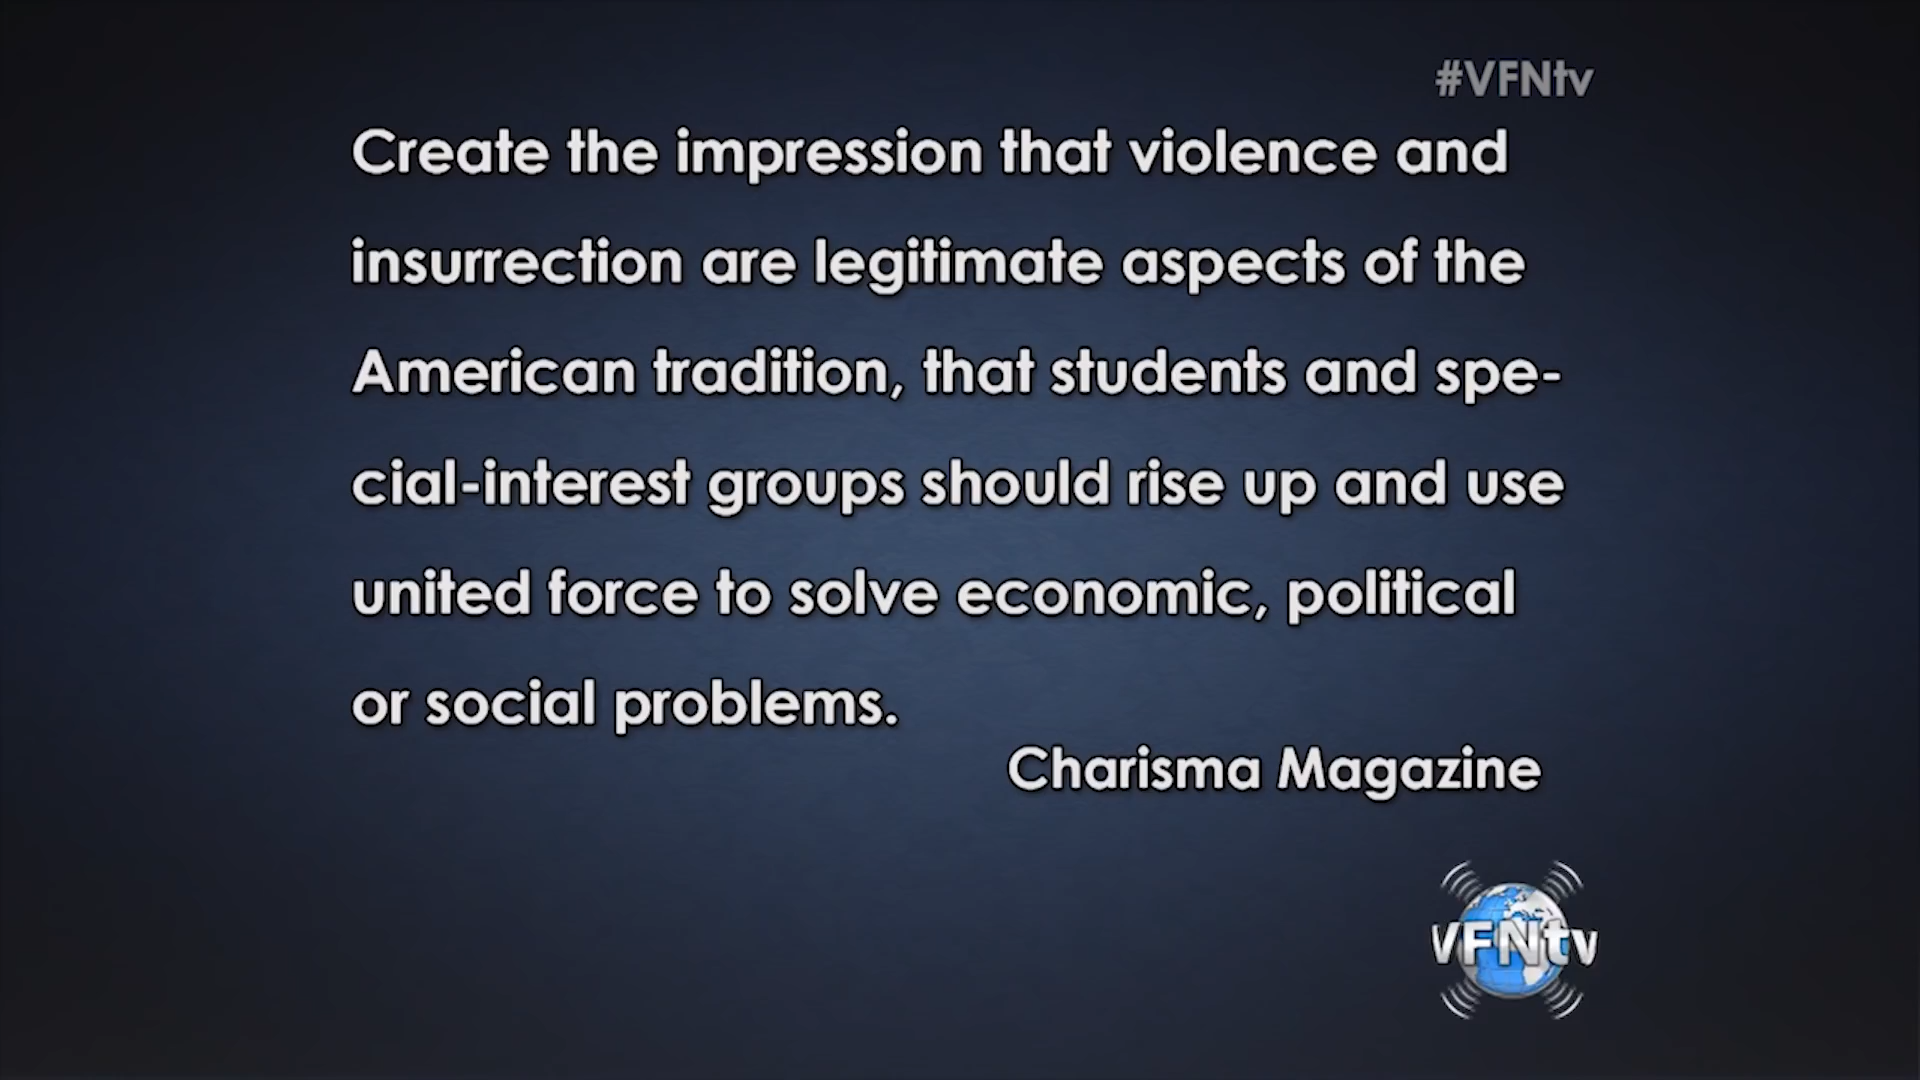 #VFNtv
Create the impression that violence and
insurrection are legitimate aspects of the
American tradition, that students and spe-
cial-interest groups should rise up and use
united force to solve economic, political
or social problems.
Charisma Magazine
VFNtv